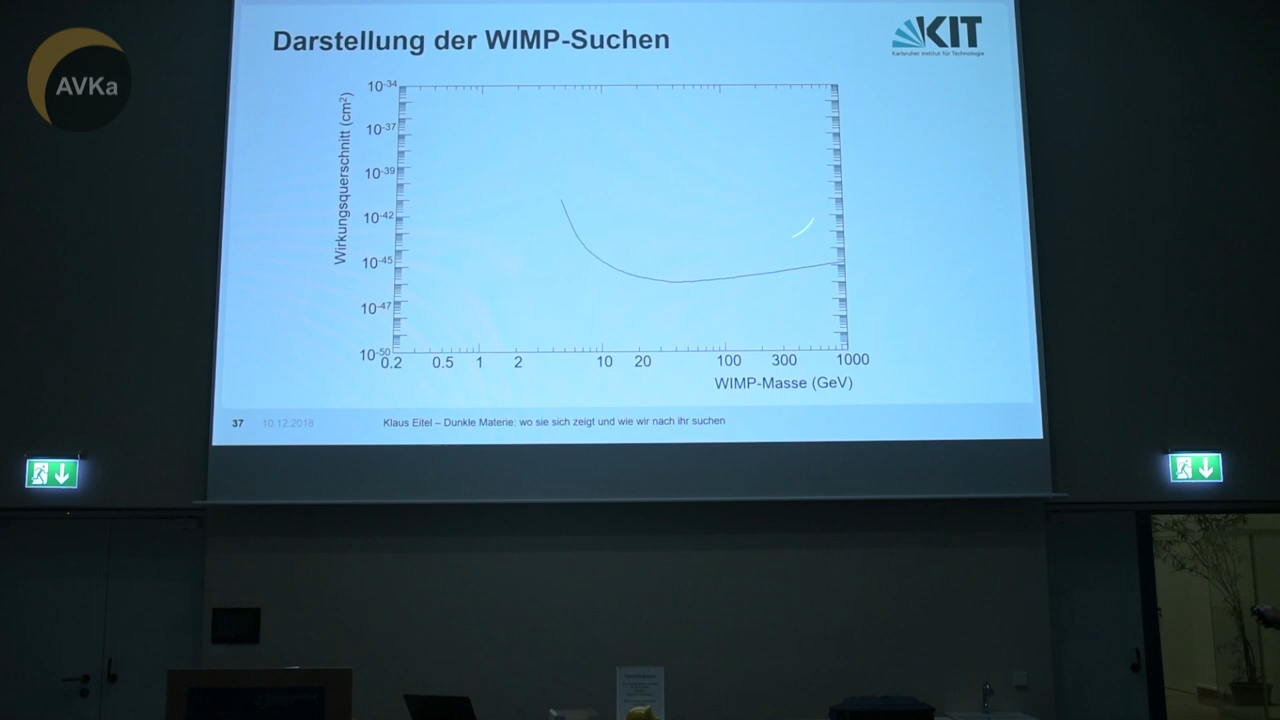 AVKa
Darstellung der WIMP-Suchen
KIT
Karlsruher Institut für Technologie
Wirkungsquerschnitt (cm²)
10⁻³⁴
10⁻³⁷
10⁻³⁹
10⁻⁴²
10⁻⁴⁵
10⁻⁴⁷
10⁻⁵⁰
0.2 0.5 1 2 10 20 100 300 1000
WIMP-Masse (GeV)
37 10.12.2018 Klaus Eitel – Dunkle Materie: wo sie sich zeigt und wie wir nach ihr suchen